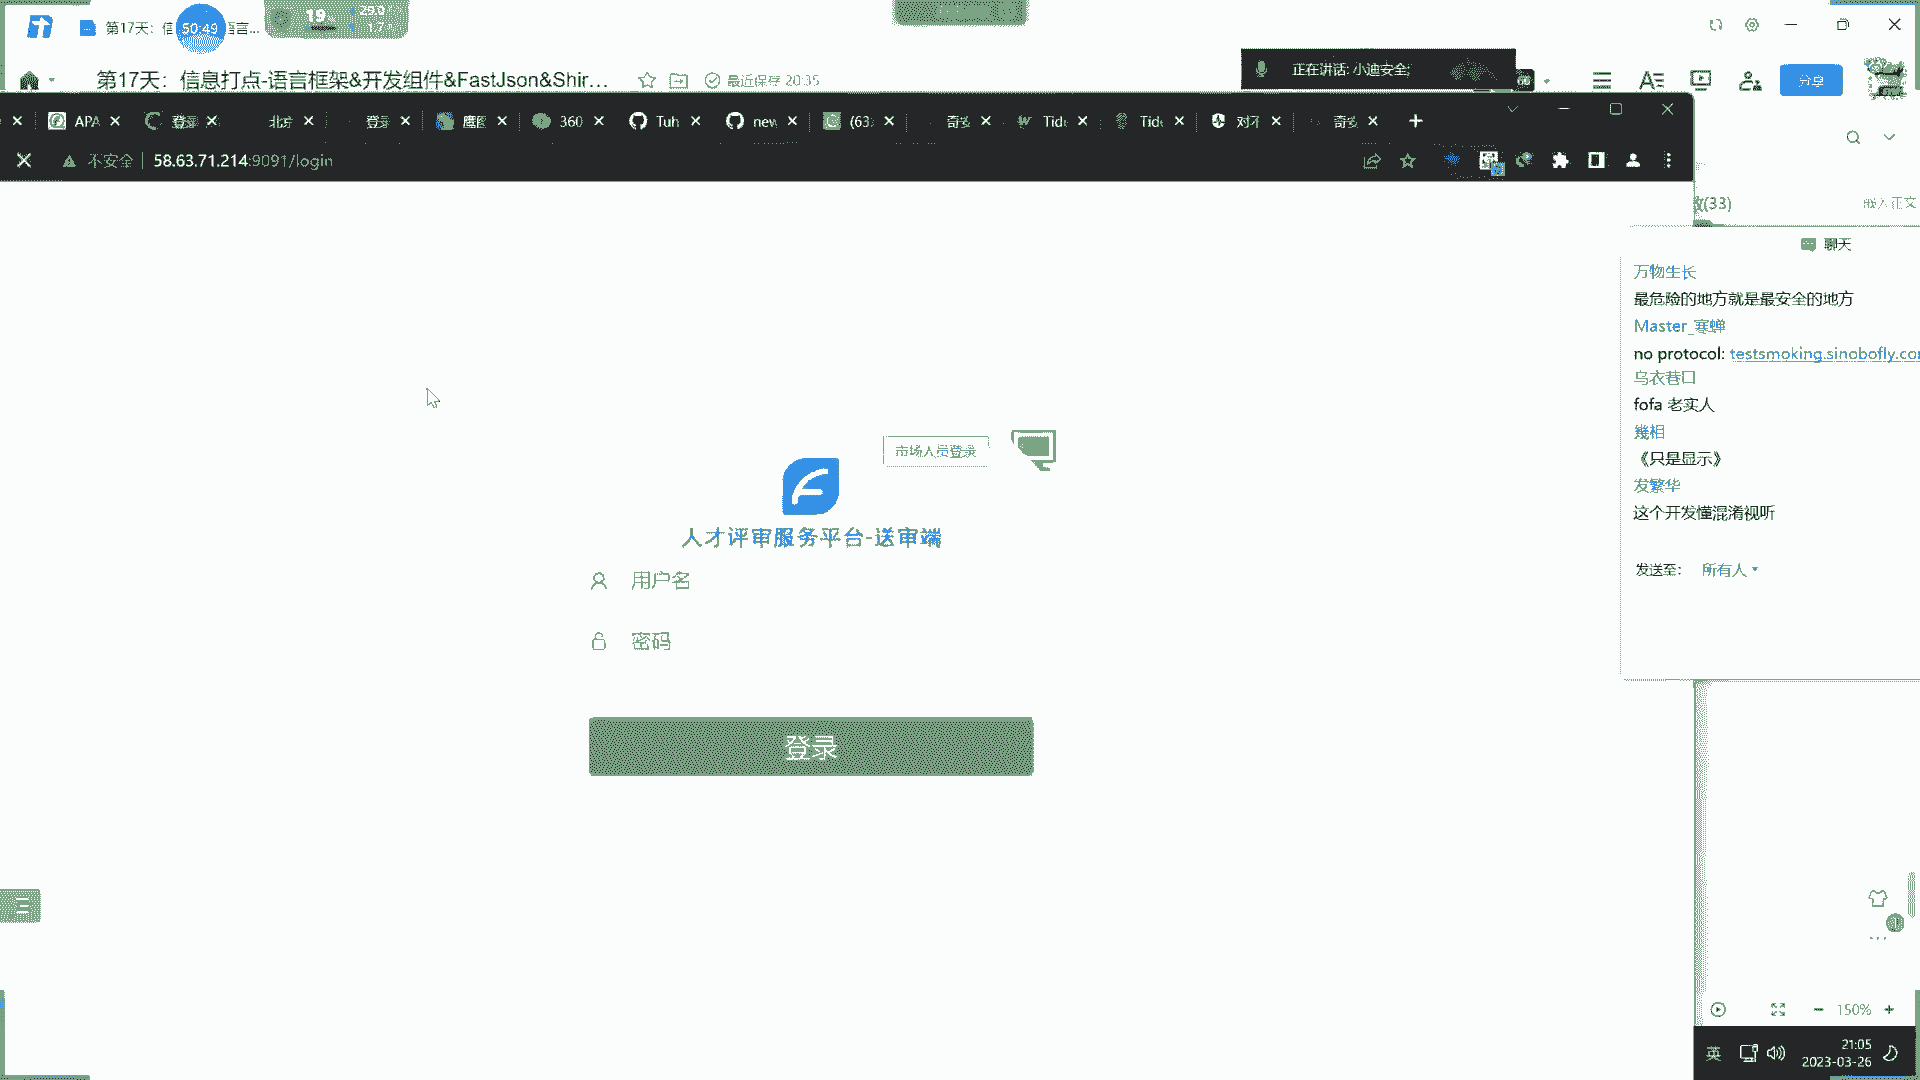 第17天：信
50:49
言...
19
29.0
1.7
第17天：信息打点-语言框架&开发组件&FastJson&Shir...
最近保存 20:35
正在讲话: 小迪安全;
分享
APA
登录
北京
登录
鹰图
360
Tuh
new
(63
奇安
Tide
Tide
对不
奇安
不安全
58.63.71.214:9091/login
(33)
嵌入正文
聊天
万物生长
最危险的地方就是最安全的地方
Master_寒蝉
no protocol: testsmoking.sinobofly.co
乌衣巷口
fofa 老实人
幾相
《只是显示》
发繁华
这个开发懂混淆视听
发送至: 所有人
市场人员登录
人才评审服务平台-送审端
用户名
密码
登录
150%
英
21:05
2023-03-26